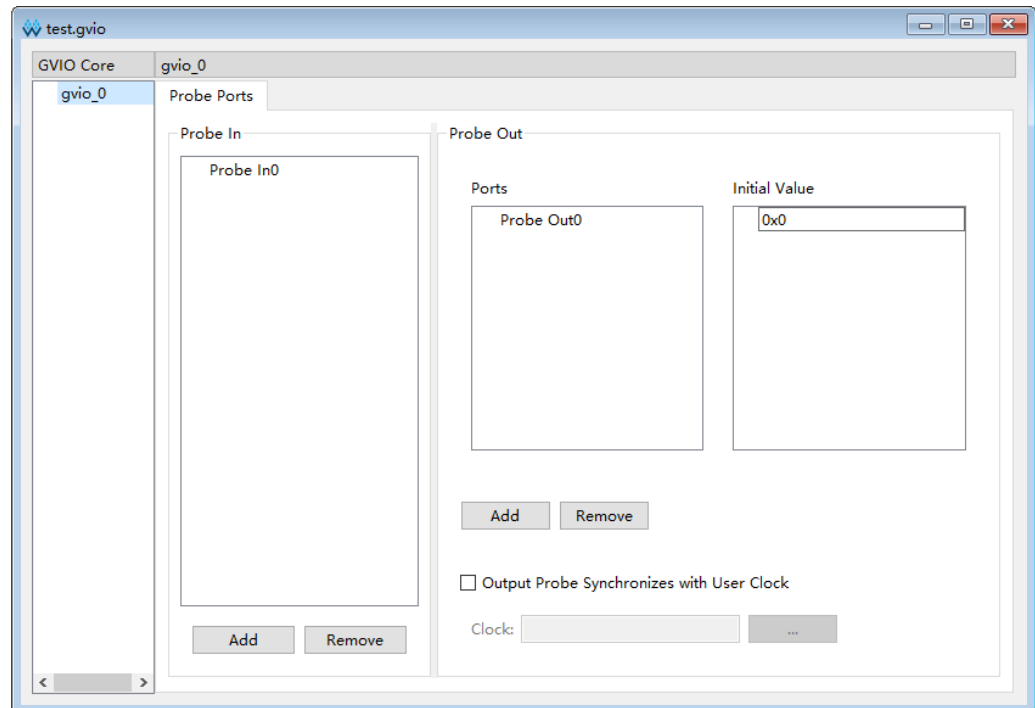 test.gvio
GVIO Core
gvio_0
gvio_0
Probe Ports
Probe In
Probe In0
Add
Remove
Probe Out
Ports
Initial Value
Probe Out0
0x0
Add
Remove
Output Probe Synchronizes with User Clock
Clock:
...